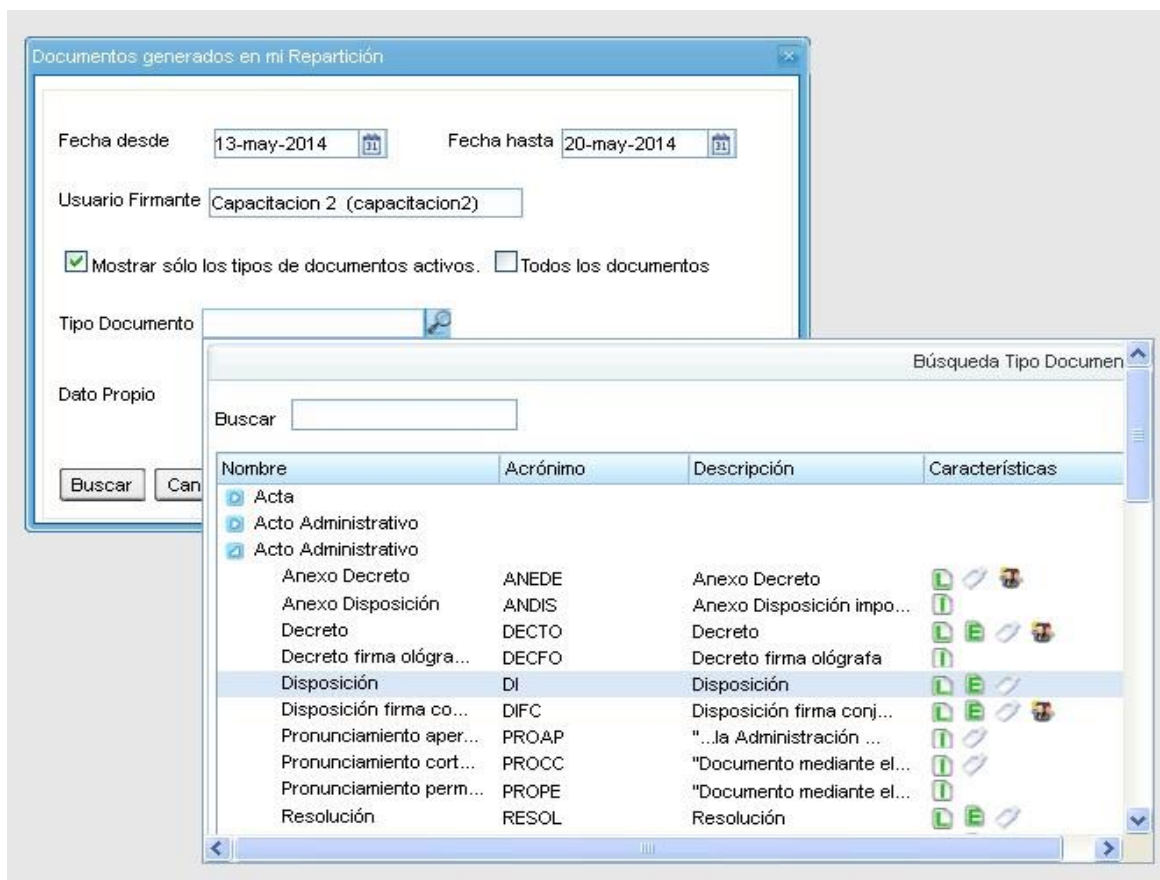 Documentos generados en mi Repartición
Fecha desde 13-may-2014 Fecha hasta 20-may-2014
Usuario Firmante Capacitacion 2 (capacitacion2)
Mostrar sólo los tipos de documentos activos. Todos los documentos
Tipo Documento
Búsqueda Tipo Documen
Dato Propio
Buscar
Nombre Acrónimo Descripción Características
Buscar Can
Acta
Acto Administrativo
Acto Administrativo
Anexo Decreto ANEDE Anexo Decreto L
Anexo Disposición ANDIS Anexo Disposición impo... I
Decreto DECTO Decreto L E
Decreto firma ológra... DECFO Decreto firma ológrafa I
Disposición DI Disposición L E
Disposición firma co... DIFC Disposición firma conj... L E
Pronunciamiento aper... PROAP "...la Administración ... I
Pronunciamiento cort... PROCC "Documento mediante el... I
Pronunciamiento perm... PROPE "Documento mediante el... I
Resolución RESOL Resolución L E